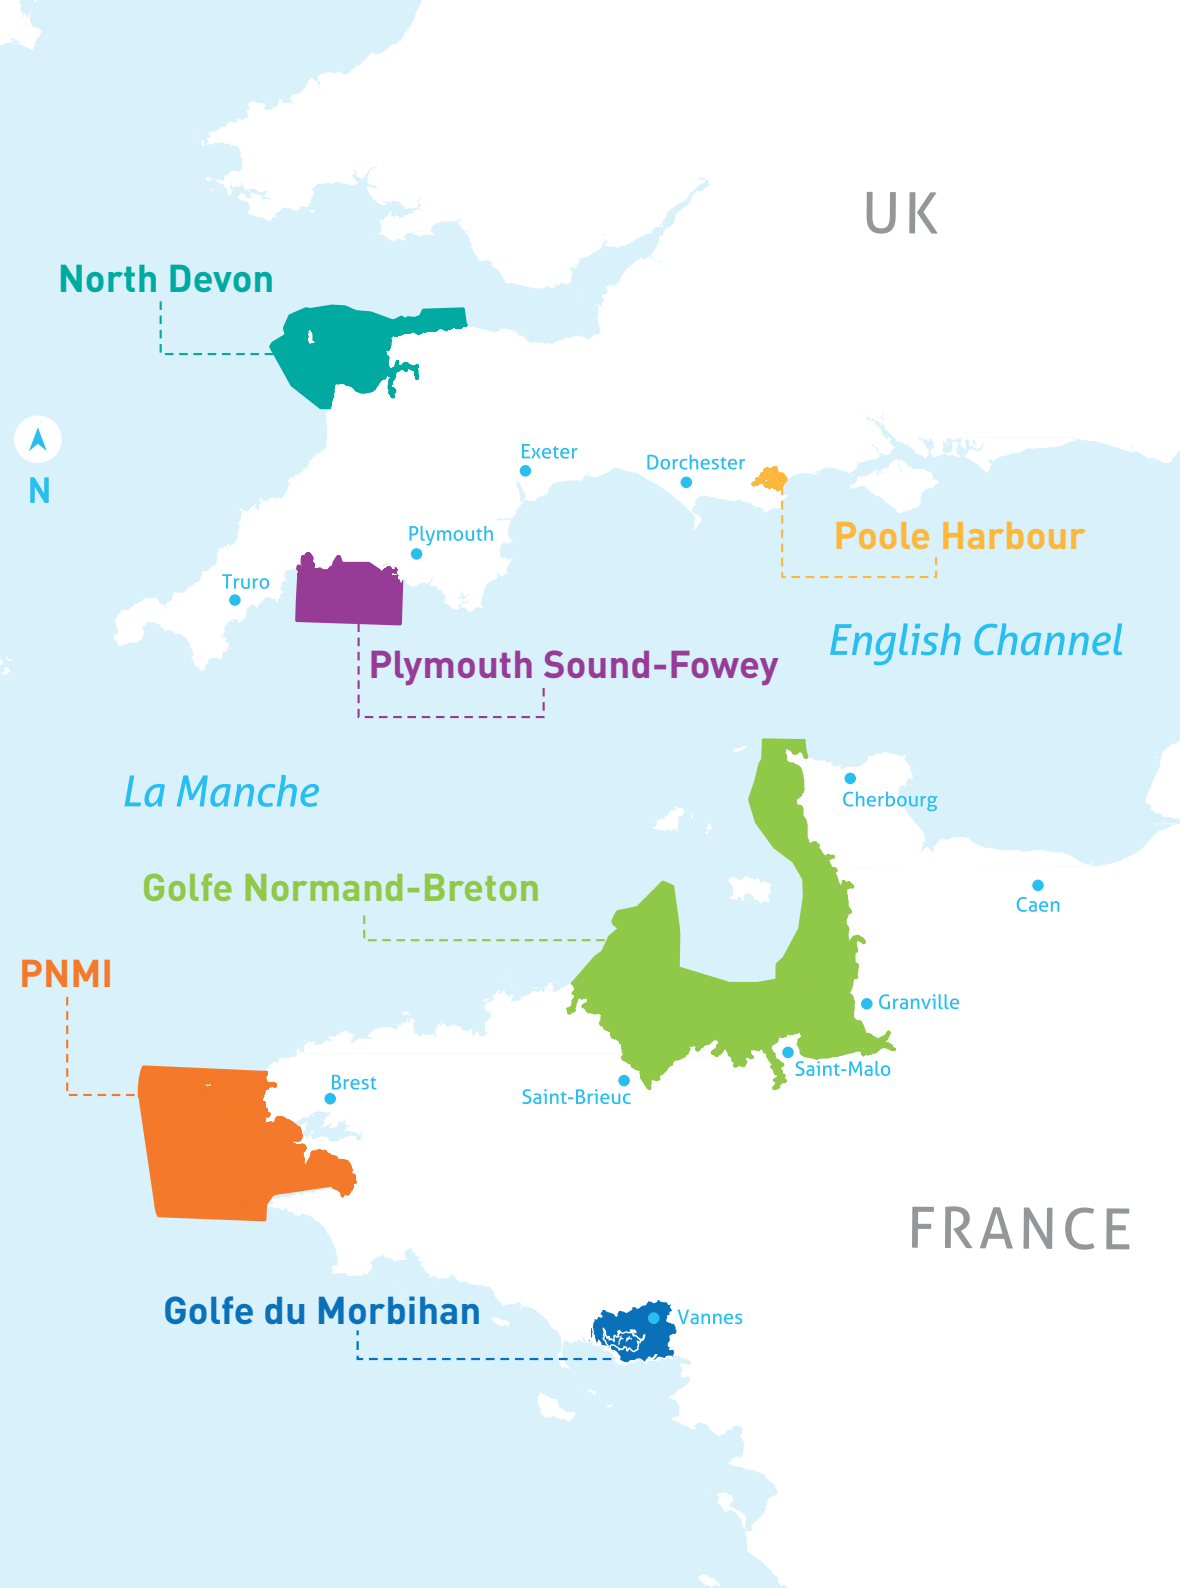 UK
North Devon
Exeter
Dorchester
N
Plymouth
Poole Harbour
Truro
English Channel
Plymouth Sound-Fowey
La Manche
Cherbourg
Golfe Normand-Breton
Caen
PNMI
Granville
Saint-Malo
Brest
Saint-Brieuc
FRANCE
Golfe du Morbihan
Vannes